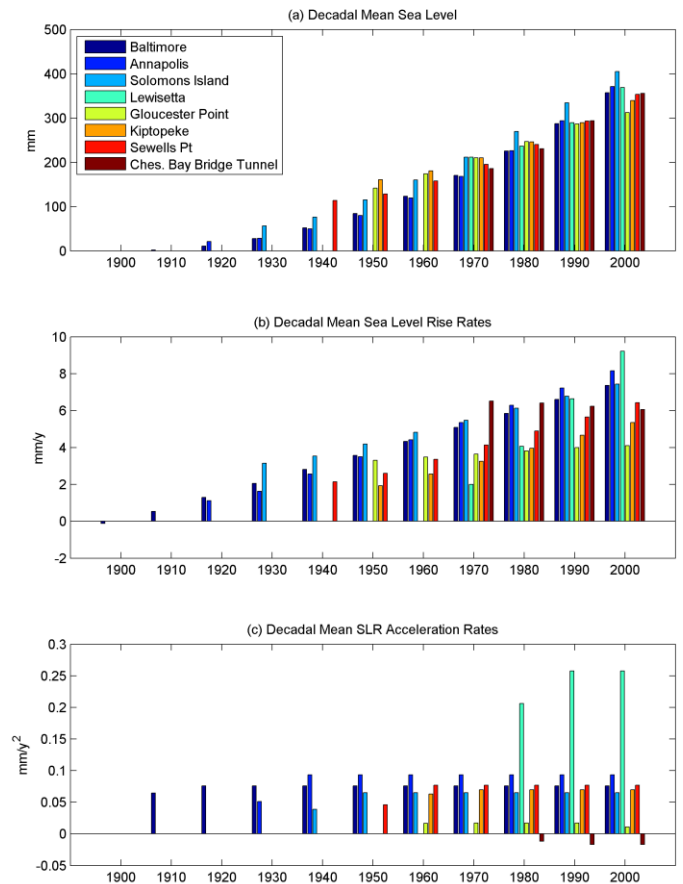 (a) Decadal Mean Sea Level
500
400
300
200
100
0
mm
Baltimore
Annapolis
Solomons Island
Lewisetta
Gloucester Point
Kiptopeke
Sewells Pt
Ches. Bay Bridge Tunnel
1900 1910 1920 1930 1940 1950 1960 1970 1980 1990 2000
(b) Decadal Mean Sea Level Rise Rates
10
8
6
4
2
0
-2
mm/y
1900 1910 1920 1930 1940 1950 1960 1970 1980 1990 2000
(c) Decadal Mean SLR Acceleration Rates
0.3
0.25
0.2
0.15
0.1
0.05
0
-0.05
mm/y²
1900 1910 1920 1930 1940 1950 1960 1970 1980 1990 2000